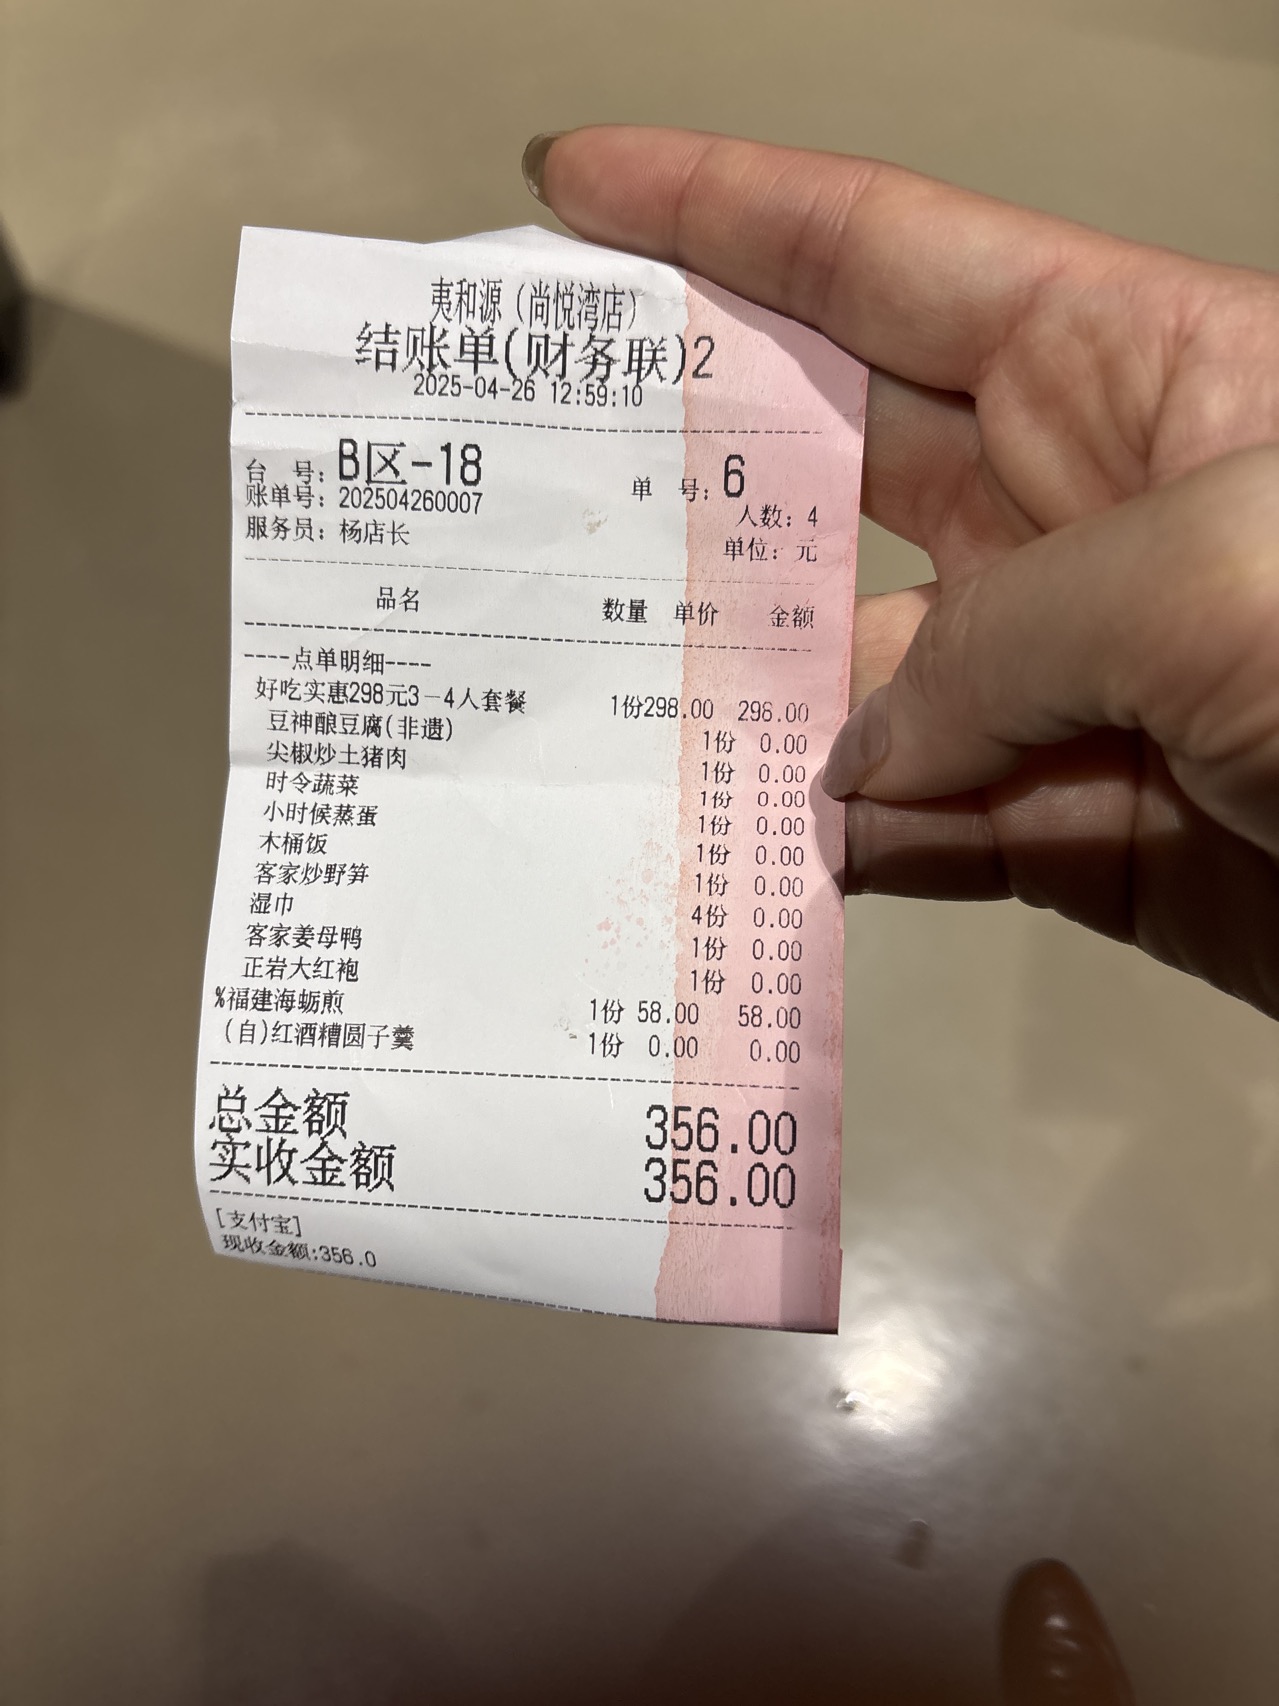 夷和源（尚悦湾店）
结账单(财务联)2
2025-04-26 12:59:10
台 号: B区-18 单 号: 6
账单号: 202504260007 人数: 4
服务员: 杨店长 单位: 元
品名 数量 单价 金额
----点单明细----
好吃实惠298元3-4人套餐 1份298.00 298.00
豆神酿豆腐(非遗) 1份 0.00
尖椒炒土猪肉 1份 0.00
时令蔬菜 1份 0.00
小时候蒸蛋 1份 0.00
木桶饭 1份 0.00
客家炒野笋 1份 0.00
湿巾 4份 0.00
客家姜母鸭 1份 0.00
正岩大红袍 1份 0.00
%福建海蛎煎 1份 58.00 58.00
(自)红酒糟圆子羹 1份 0.00 0.00
总金额 356.00
实收金额 356.00
[支付宝]
现收金额:356.0